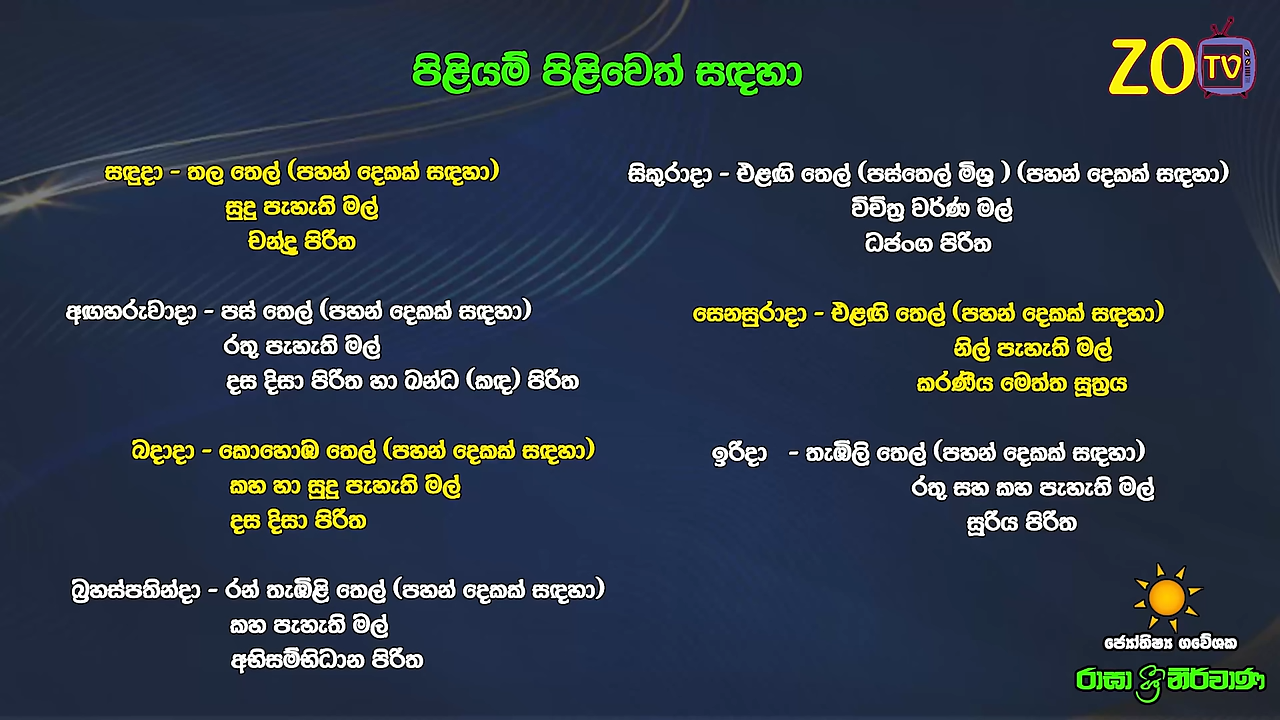 පිළියම් පිළිවෙත් සඳහා
ZO TV
සඳුදා - තල තෙල් (පහන් දෙකක් සඳහා)
සුදු පැහැති මල්
චන්ද්‍ර පිරිත
අඟහරුවාදා - පස් තෙල් (පහන් දෙකක් සඳහා)
රතු පැහැති මල්
දස දිසා පිරිත හා ඛන්ධ (කඳ) පිරිත
බදාදා - කොහොඹ තෙල් (පහන් දෙකක් සඳහා)
කහ හා සුදු පැහැති මල්
දස දිසා පිරිත
බ්‍රහස්පතින්දා - රන් තැඹිළි තෙල් (පහන් දෙකක් සඳහා)
කහ පැහැති මල්
අභිසම්භිධාන පිරිත
සිකුරාදා - එළඟි තෙල් (පස්තෙල් මිශ්‍ර ) (පහන් දෙකක් සඳහා)
විචිත්‍ර වර්ණ මල්
ධජංග පිරිත
සෙනසුරාදා - එළඟි තෙල් (පහන් දෙකක් සඳහා)
නිල් පැහැති මල්
කරණීය මෙත්ත සූත්‍රය
ඉරිදා - තැඹිලි තෙල් (පහන් දෙකක් සඳහා)
රතු සහ කහ පැහැති මල්
සූරිය පිරිත
ජ්‍යෝතිෂ්‍ය ගවේශක
රාඝා ශ්‍රී නිර්වාණ